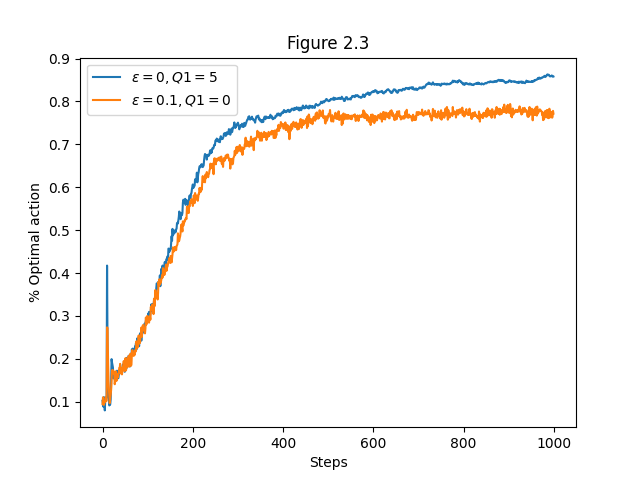 Figure 2.3
ε = 0, Q1 = 5
ε = 0.1, Q1 = 0
% Optimal action
0.9
0.8
0.7
0.6
0.5
0.4
0.3
0.2
0.1
0 200 400 600 800 1000
Steps